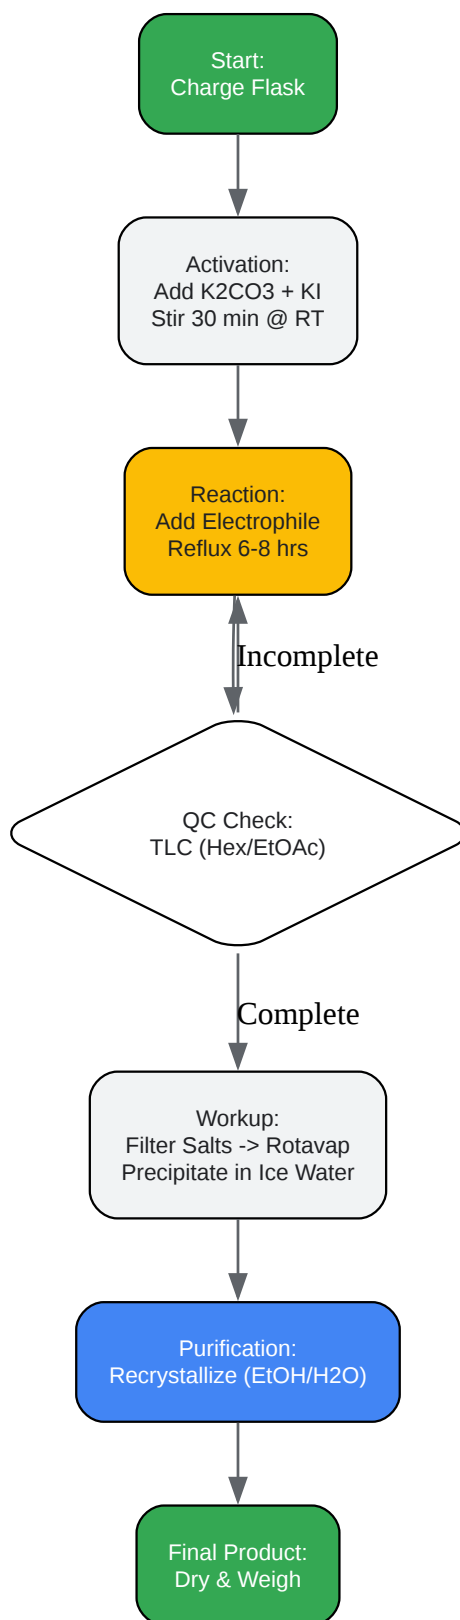 Start:
Charge Flask
Activation:
Add K2CO3 + KI
Stir 30 min @ RT
Reaction:
Add Electrophile
Reflux 6-8 hrs
Incomplete
QC Check:
TLC (Hex/EtOAc)
Complete
Workup:
Filter Salts -> Rotavap
Precipitate in Ice Water
Purification:
Recrystallize (EtOH/H2O)
Final Product:
Dry & Weigh